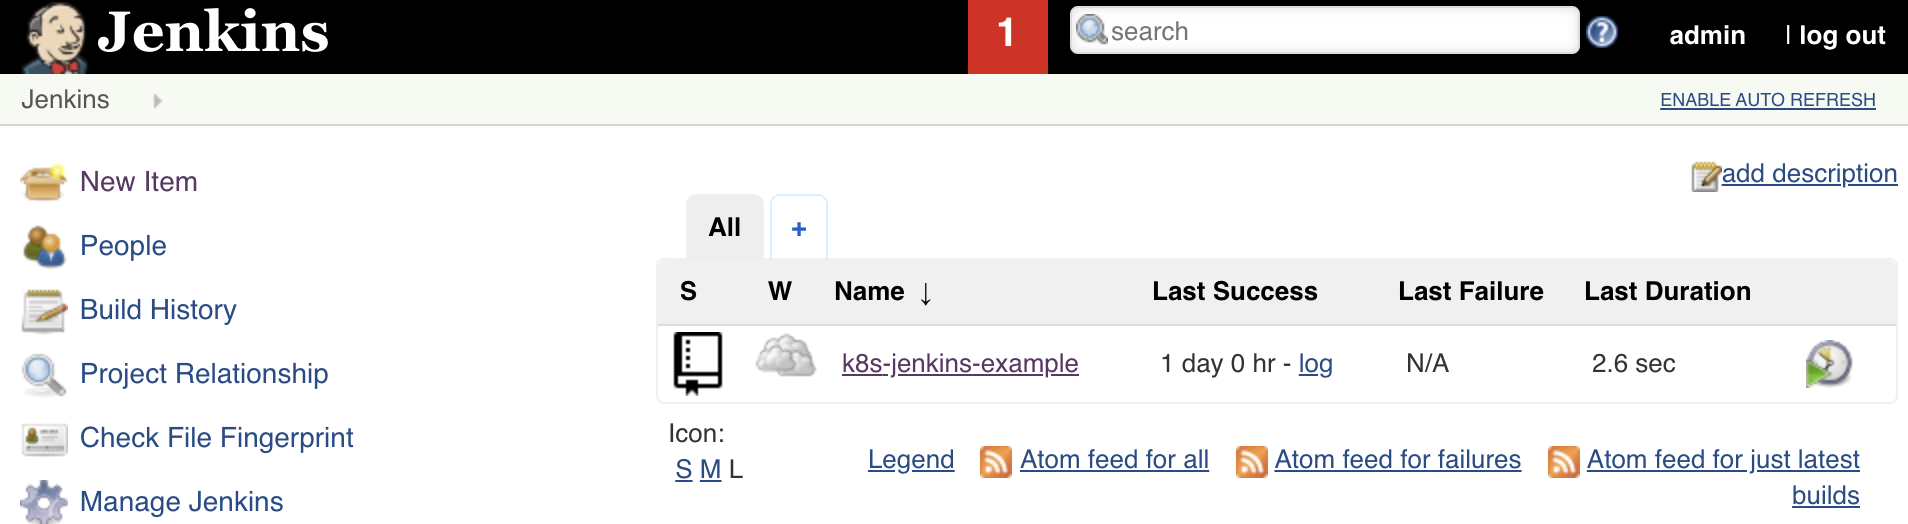 Jenkins
1
search
admin
| log out
Jenkins
ENABLE AUTO REFRESH
New Item
People
Build History
Project Relationship
Check File Fingerprint
Manage Jenkins
add description
All
+
S W Name ↓ Last Success Last Failure Last Duration
k8s-jenkins-example 1 day 0 hr - log N/A 2.6 sec
Icon:
S M L
Legend Atom feed for all Atom feed for failures Atom feed for just latest
builds